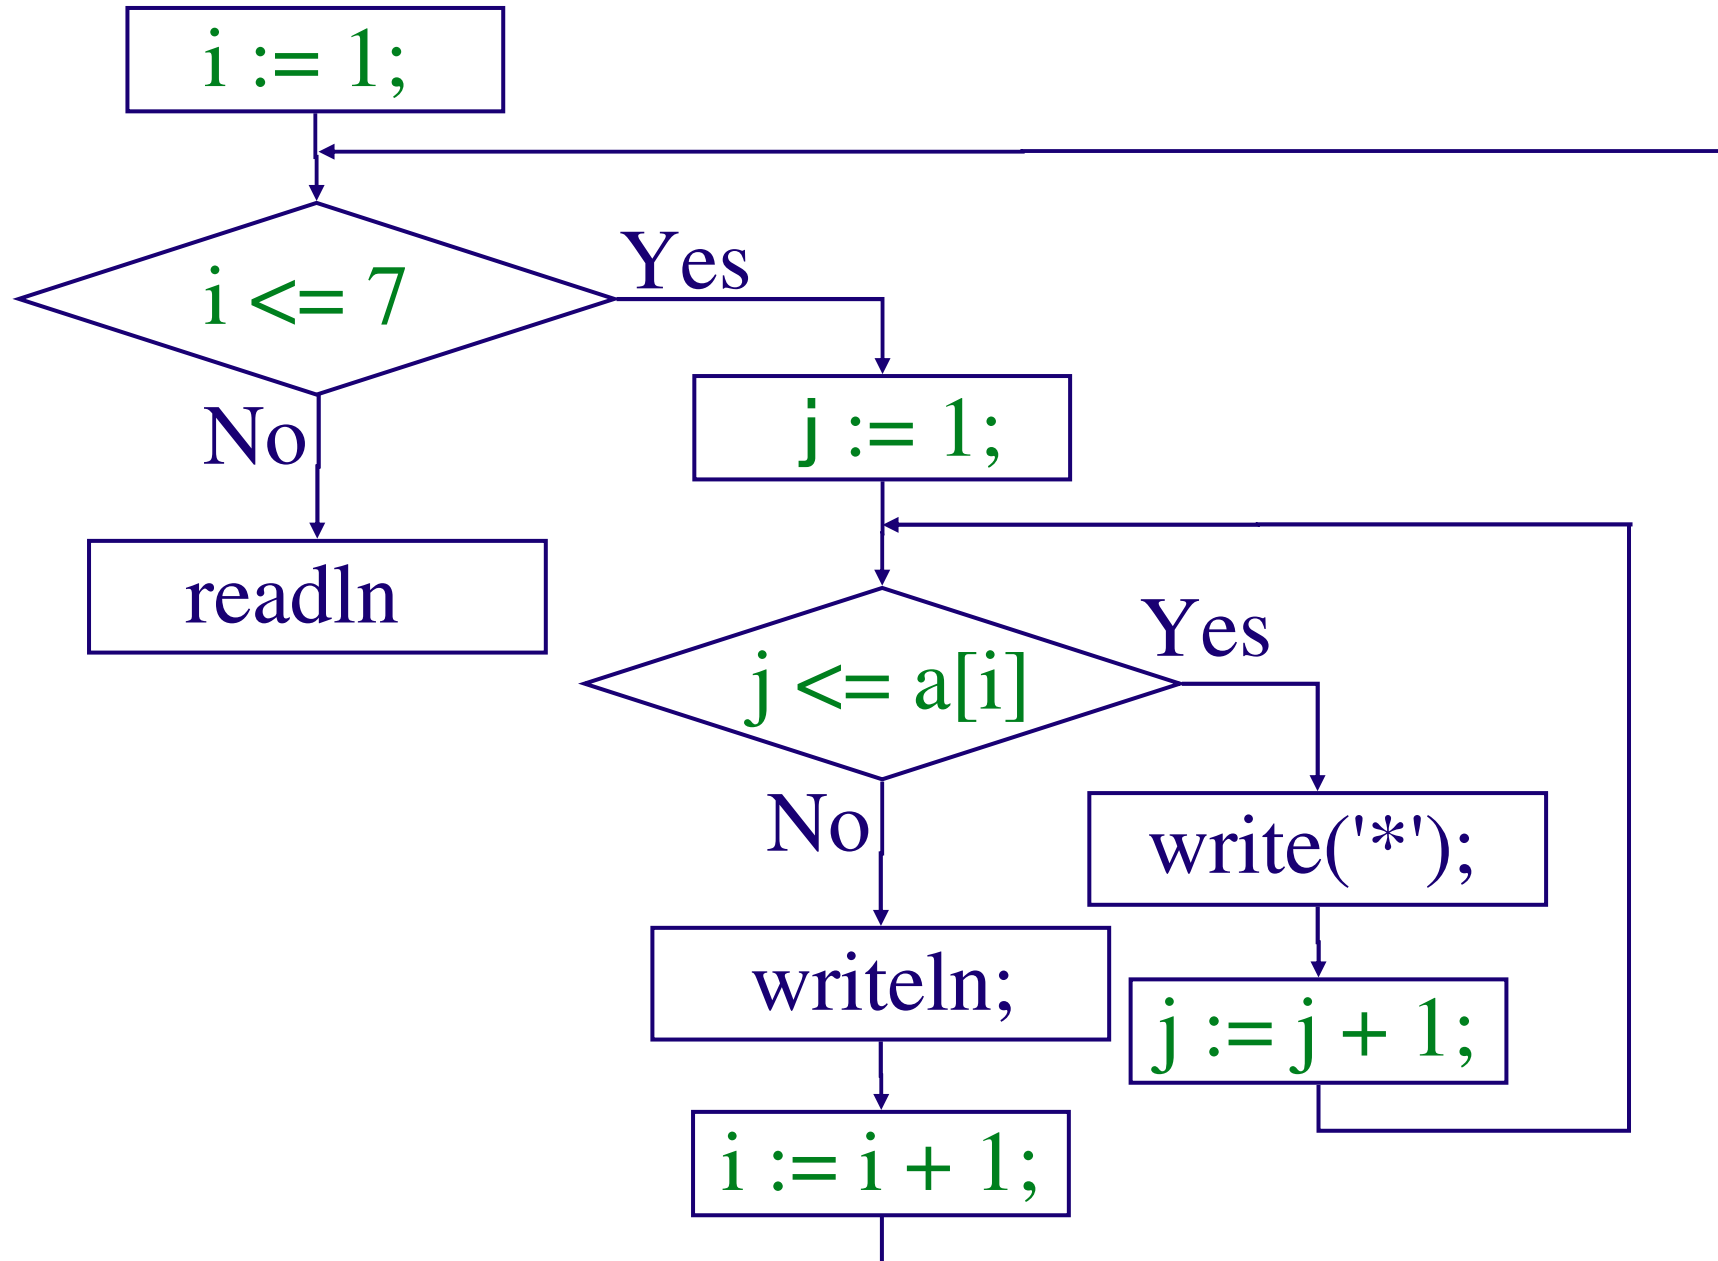 i := 1;
i <= 7
Yes
No
j := 1;
readln
j <= a[i]
Yes
No
write('*');
writeln;
j := j + 1;
i := i + 1;